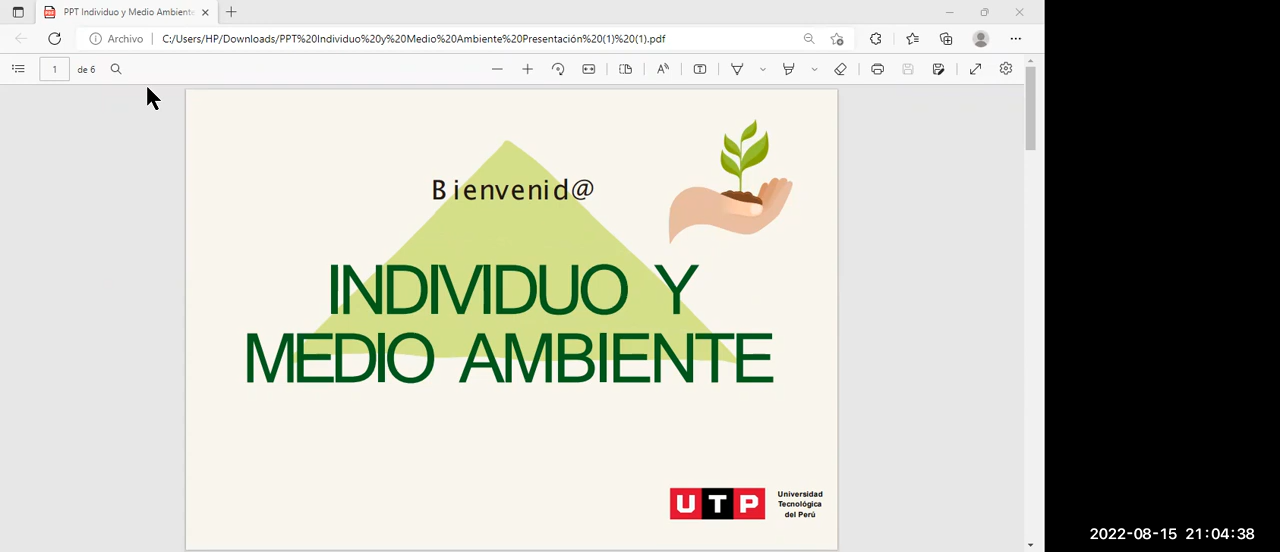 PPT Individuo y Medio Ambiente
Archivo
C:/Users/HP/Downloads/PPT%20Individuo%20y%20Medio%20Ambiente%20Presentación%20(1)%20(1).pdf
1 de 6
Bienvenid@
INDIVIDUO Y
MEDIO AMBIENTE
UTP
Universidad
Tecnológica
del Perú
2022-08-15 21:04:38